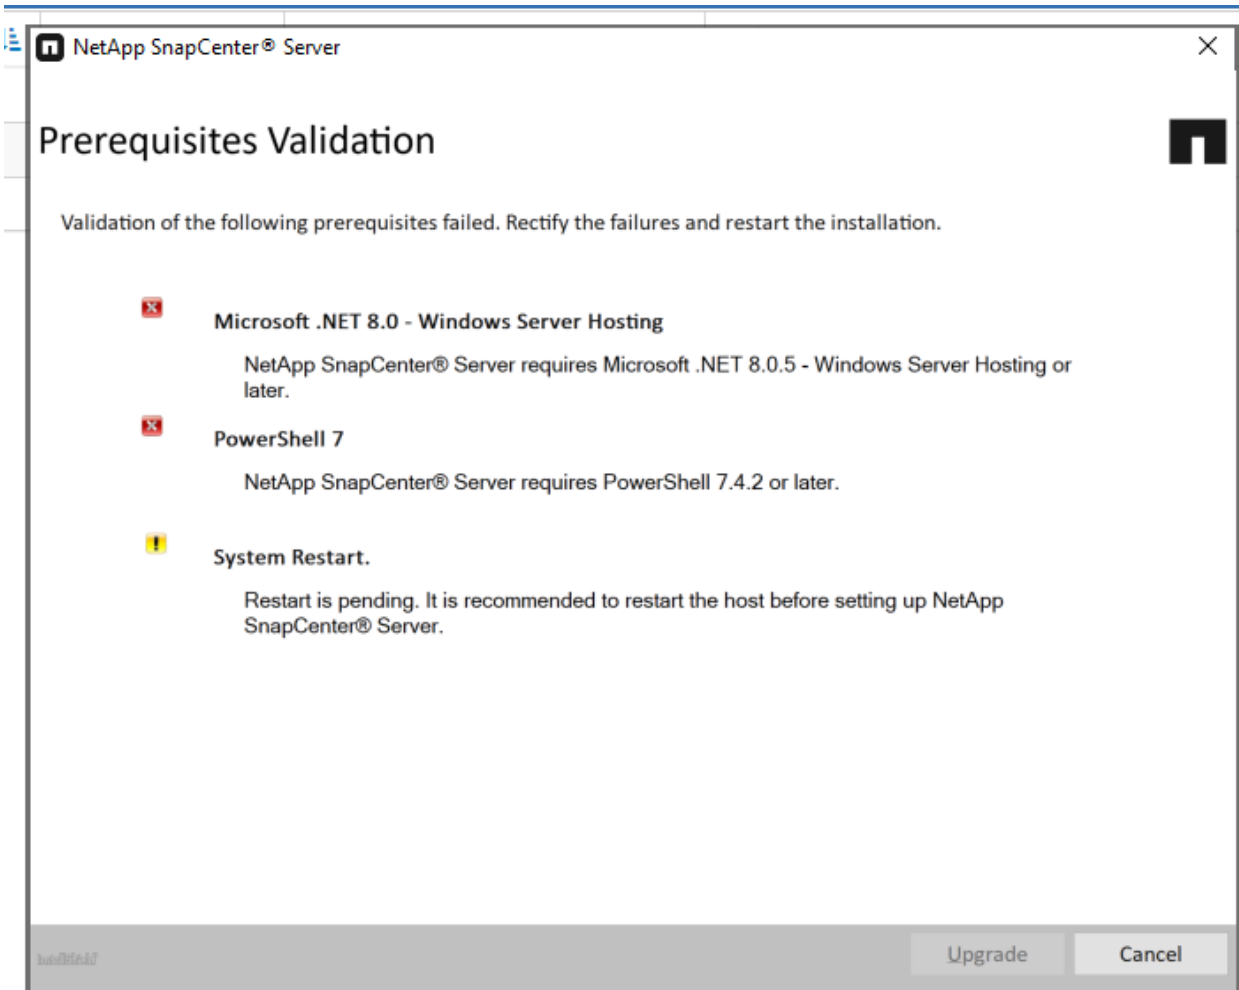 NetApp SnapCenter® Server
Prerequisites Validation
Validation of the following prerequisites failed. Rectify the failures and restart the installation.
Microsoft .NET 8.0 - Windows Server Hosting
NetApp SnapCenter® Server requires Microsoft .NET 8.0.5 - Windows Server Hosting or
later.
PowerShell 7
NetApp SnapCenter® Server requires PowerShell 7.4.2 or later.
System Restart.
Restart is pending. It is recommended to restart the host before setting up NetApp
SnapCenter® Server.
Upgrade
Cancel